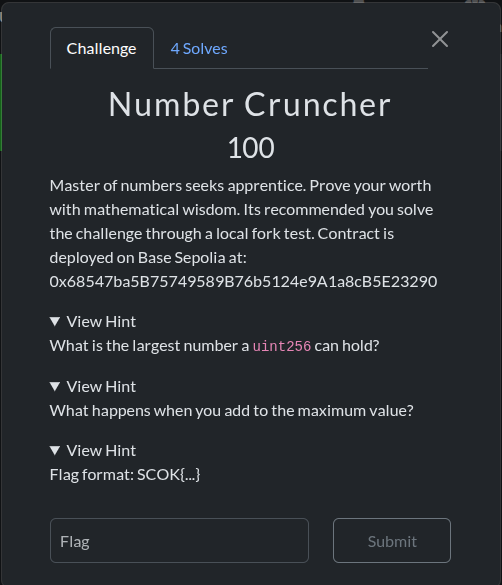 Challenge
4 Solves
Number Cruncher
100
Master of numbers seeks apprentice. Prove your worth
with mathematical wisdom. Its recommended you solve
the challenge through a local fork test. Contract is
deployed on Base Sepolia at:
0x68547ba5B75749589B76b5124e9A1a8cB5E23290
View Hint
What is the largest number a uint256 can hold?
View Hint
What happens when you add to the maximum value?
View Hint
Flag format: SCOK{...}
Flag
Submit